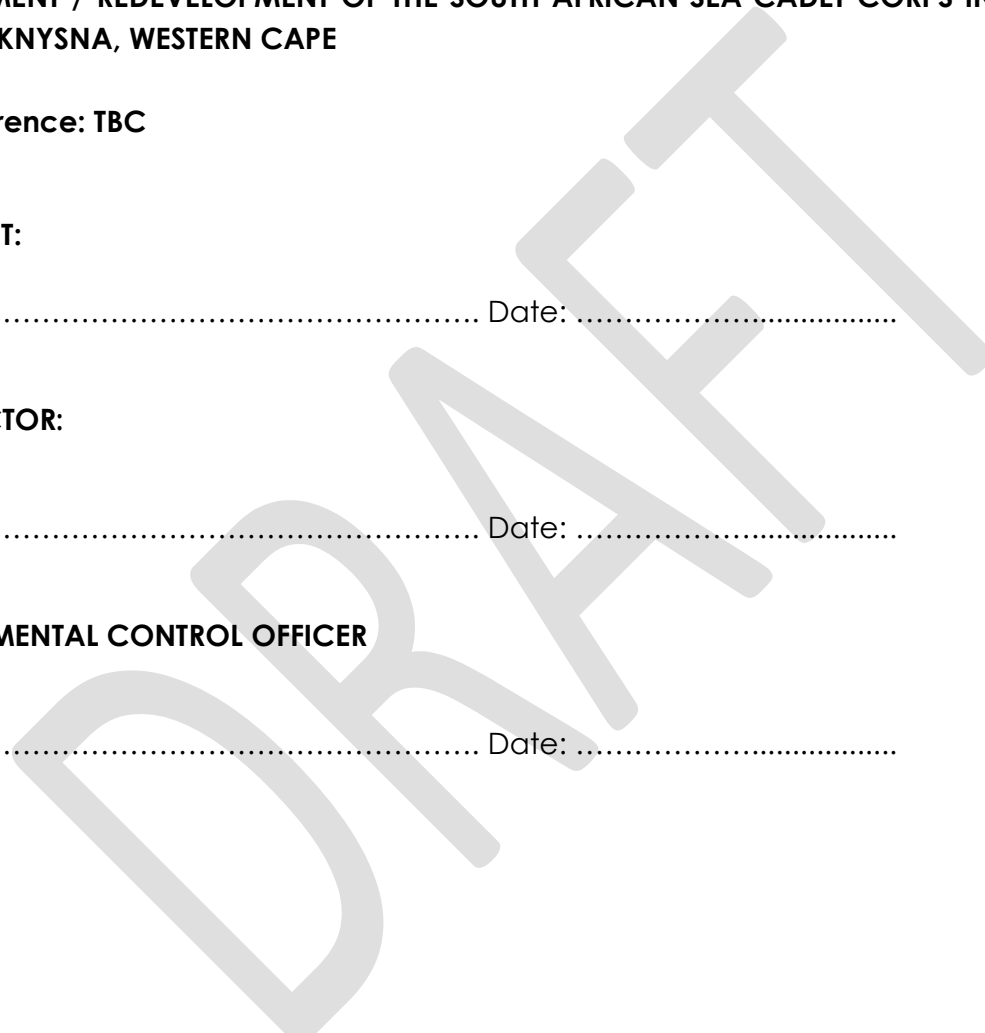 MENT / REDEVELOPMENT OF THE SOUTH AFRICAN SEA CADET CORPS IN
KNYSNA, WESTERN CAPE
rence: TBC
T:
................................................ Date: ....................................
CTOR:
................................................ Date: ....................................
MENTAL CONTROL OFFICER
................................................ Date: ....................................
DRAFT